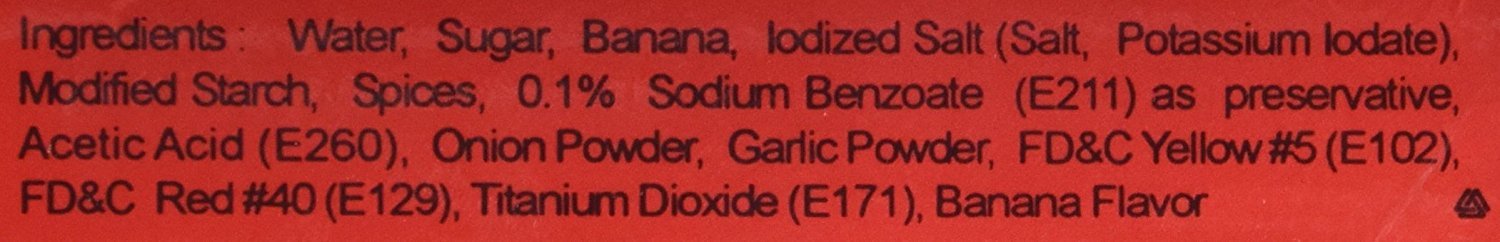 Ingredients : Water, Sugar, Banana, Iodized Salt (Salt, Potassium Iodate),
Modified Starch, Spices, 0.1% Sodium Benzoate (E211) as preservative,
Acetic Acid (E260), Onion Powder, Garlic Powder, FD&C Yellow #5 (E102),
FD&C Red #40 (E129), Titanium Dioxide (E171), Banana Flavor